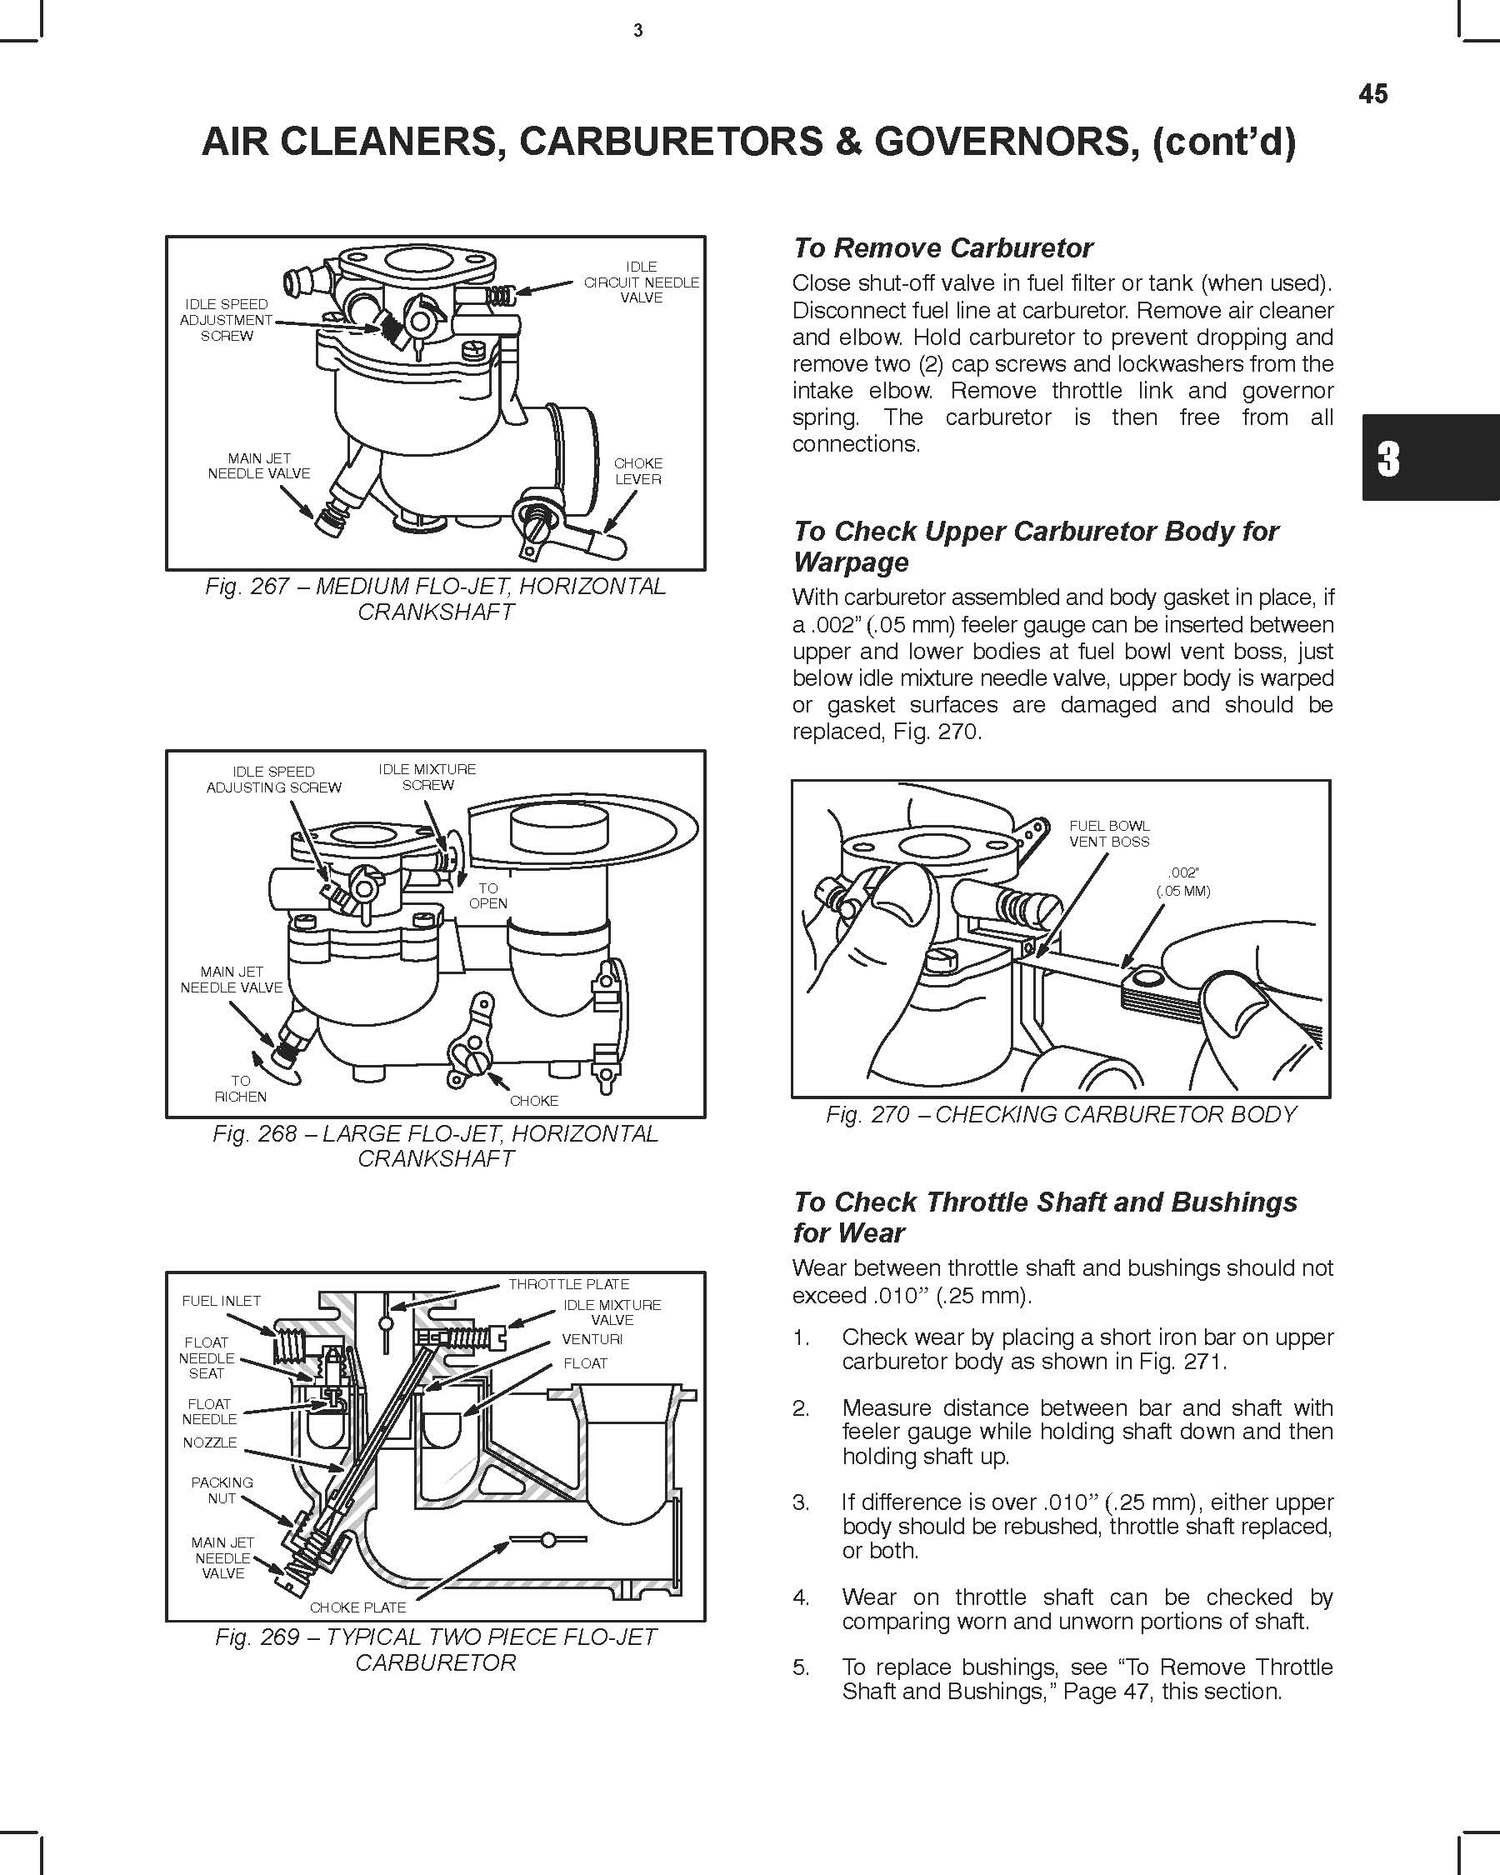 3
45
AIR CLEANERS, CARBURETORS & GOVERNORS, (cont’d)
IDLE SPEED
ADJUSTMENT
SCREW
IDLE
CIRCUIT NEEDLE
VALVE
MAIN JET
NEEDLE VALVE
CHOKE
LEVER
Fig. 267 – MEDIUM FLO-JET, HORIZONTAL
CRANKSHAFT
IDLE SPEED
ADJUSTING SCREW
IDLE MIXTURE
SCREW
TO
OPEN
MAIN JET
NEEDLE VALVE
TO
RICHEN
CHOKE
Fig. 268 – LARGE FLO-JET, HORIZONTAL
CRANKSHAFT
THROTTLE PLATE
FUEL INLET
IDLE MIXTURE
VALVE
VENTURI
FLOAT
NEEDLE
SEAT
FLOAT
FLOAT
NEEDLE
NOZZLE
PACKING
NUT
MAIN JET
NEEDLE
VALVE
CHOKE PLATE
Fig. 269 – TYPICAL TWO PIECE FLO-JET
CARBURETOR
To Remove Carburetor
Close shut-off valve in fuel filter or tank (when used).
Disconnect fuel line at carburetor. Remove air cleaner
and elbow. Hold carburetor to prevent dropping and
remove two (2) cap screws and lockwashers from the
intake elbow. Remove throttle link and governor
spring. The carburetor is then free from all
connections.
3
To Check Upper Carburetor Body for
Warpage
With carburetor assembled and body gasket in place, if
a .002” (.05 mm) feeler gauge can be inserted between
upper and lower bodies at fuel bowl vent boss, just
below idle mixture needle valve, upper body is warped
or gasket surfaces are damaged and should be
replaced, Fig. 270.
FUEL BOWL
VENT BOSS
.002"
(.05 MM)
Fig. 270 – CHECKING CARBURETOR BODY
To Check Throttle Shaft and Bushings
for Wear
Wear between throttle shaft and bushings should not
exceed .010” (.25 mm).
1. Check wear by placing a short iron bar on upper
carburetor body as shown in Fig. 271.
2. Measure distance between bar and shaft with
feeler gauge while holding shaft down and then
holding shaft up.
3. If difference is over .010” (.25 mm), either upper
body should be rebushed, throttle shaft replaced,
or both.
4. Wear on throttle shaft can be checked by
comparing worn and unworn portions of shaft.
5. To replace bushings, see “To Remove Throttle
Shaft and Bushings,” Page 47, this section.